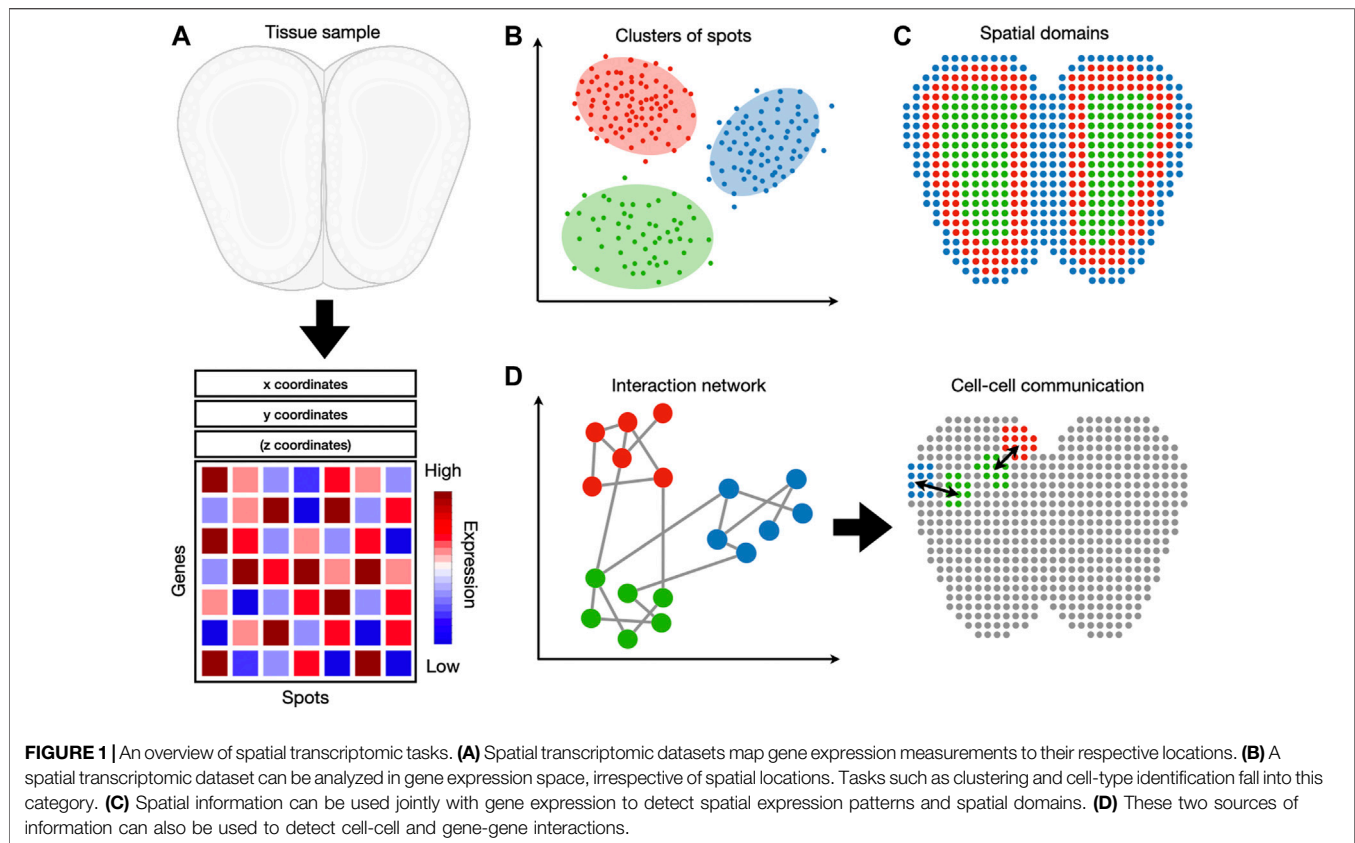 A
Tissue sample
x coordinates
y coordinates
(z coordinates)
Genes
Spots
High
Expression
Low
B
Clusters of spots
C
Spatial domains
D
Interaction network
Cell-cell communication
FIGURE 1 | An overview of spatial transcriptomic tasks. (A) Spatial transcriptomic datasets map gene expression measurements to their respective locations. (B) A
spatial transcriptomic dataset can be analyzed in gene expression space, irrespective of spatial locations. Tasks such as clustering and cell-type identification fall into this
category. (C) Spatial information can be used jointly with gene expression to detect spatial expression patterns and spatial domains. (D) These two sources of
information can also be used to detect cell-cell and gene-gene interactions.